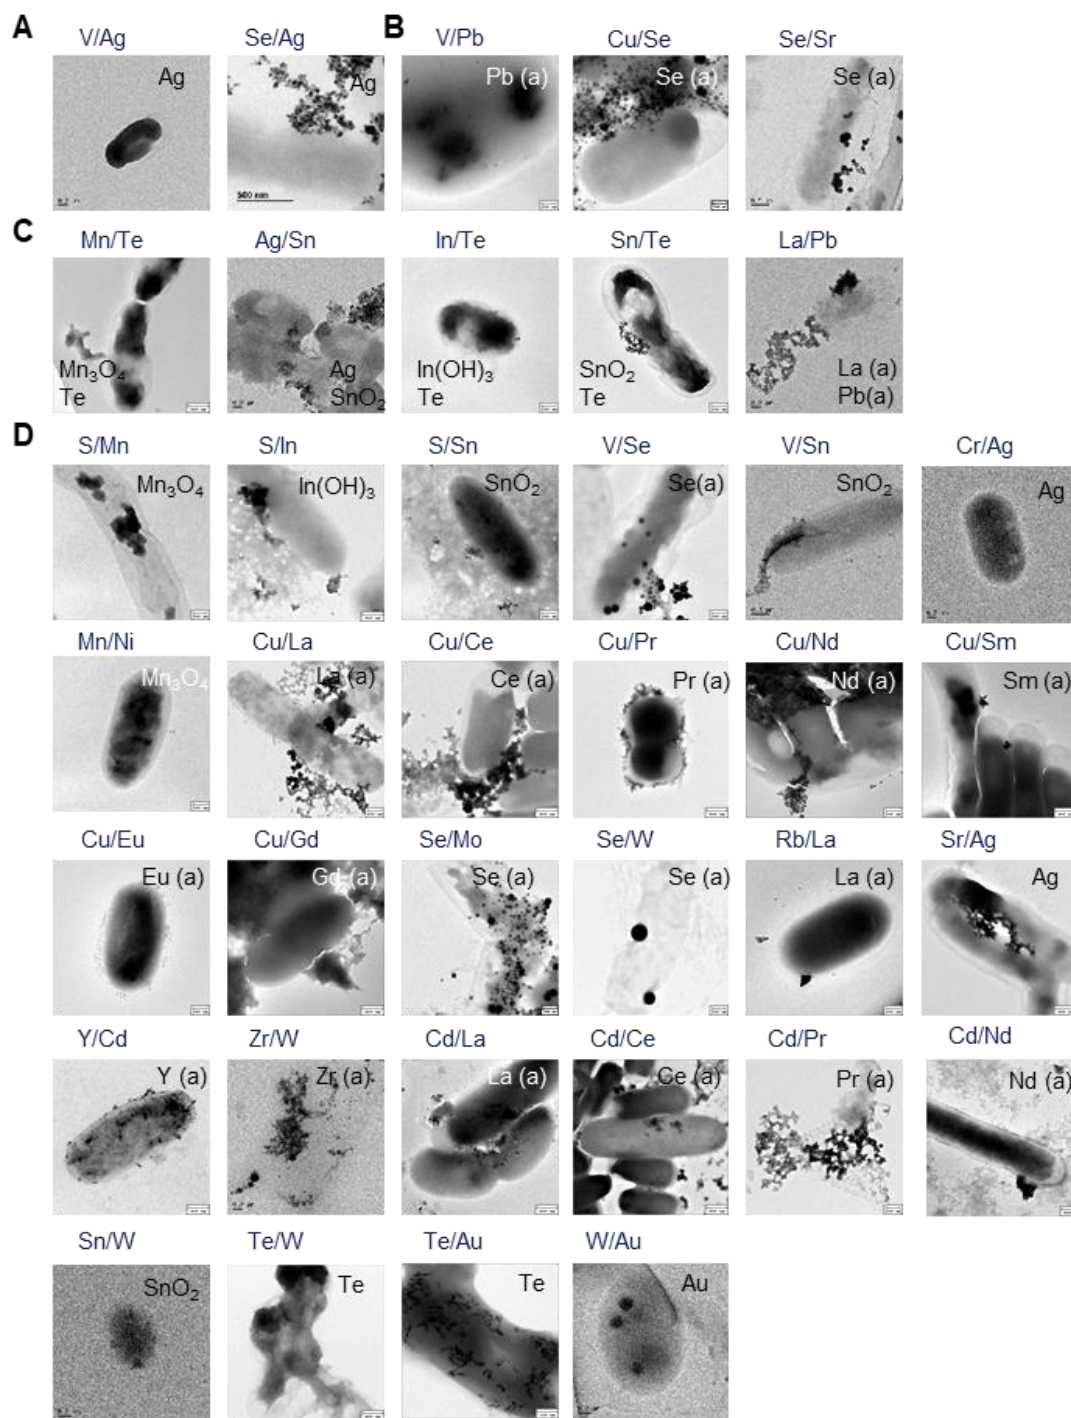 A
B
V/Ag
Se/Ag
V/Pb
Cu/Se
Se/Sr
Ag
Ag
500 nm
Pb (a)
Se (a)
Se (a)
C
Mn/Te
Ag/Sn
In/Te
Sn/Te
La/Pb
Mn₃O₄
Te
Ag
SnO₂
In(OH)₃
Te
SnO₂
Te
La (a)
Pb(a)
D
S/Mn
S/In
S/Sn
V/Se
V/Sn
Cr/Ag
Mn₃O₄
In(OH)₃
SnO₂
Se(a)
SnO₂
Ag
Mn/Ni
Cu/La
Cu/Ce
Cu/Pr
Cu/Nd
Cu/Sm
Mn₃O₄
La (a)
Ce (a)
Pr (a)
Nd (a)
Sm (a)
Cu/Eu
Cu/Gd
Se/Mo
Se/W
Rb/La
Sr/Ag
Eu (a)
Gd (a)
Se (a)
Se (a)
La (a)
Ag
Y/Cd
Zr/W
Cd/La
Cd/Ce
Cd/Pr
Cd/Nd
Y (a)
Zr (a)
La (a)
Ce (a)
Pr (a)
Nd (a)
Sn/W
Te/W
Te/Au
W/Au
SnO₂
Te
Te
Au